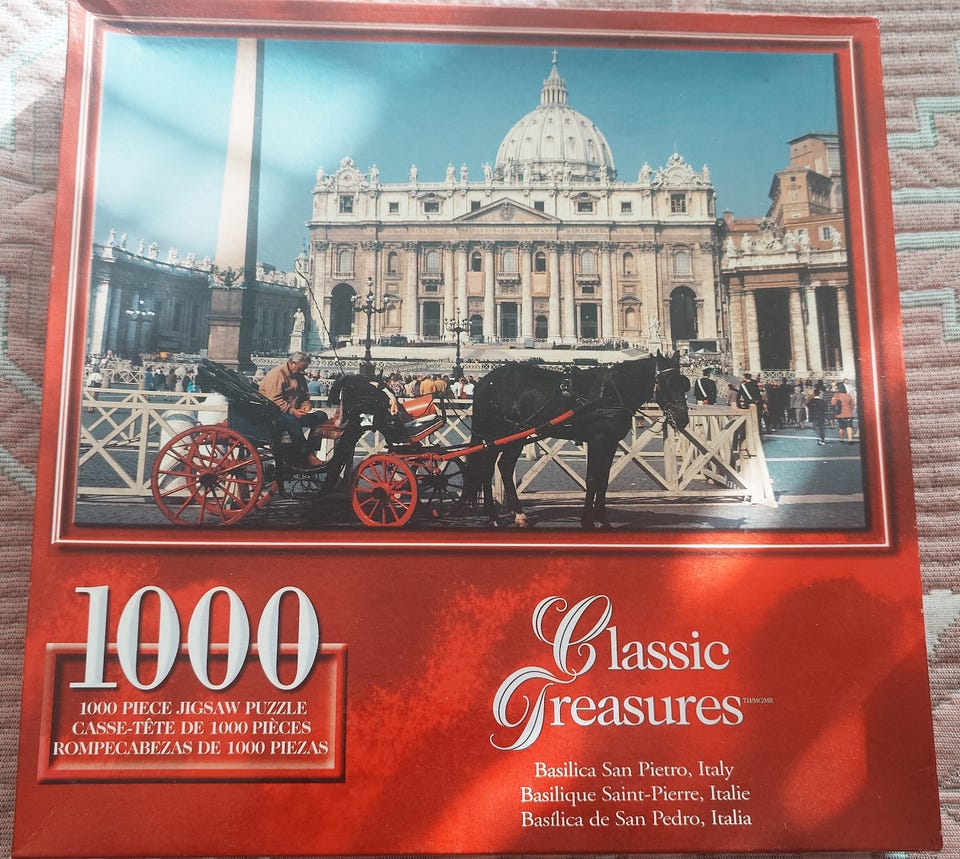 1000
1000 PIECE JIGSAW PUZZLE
CASSE-TÊTE DE 1000 PIÈCES
ROMPECABEZAS DE 1000 PIEZAS
Classic
Treasures
Basilica San Pietro, Italy
Basilique Saint-Pierre, Italie
Basílica de San Pedro, Italia